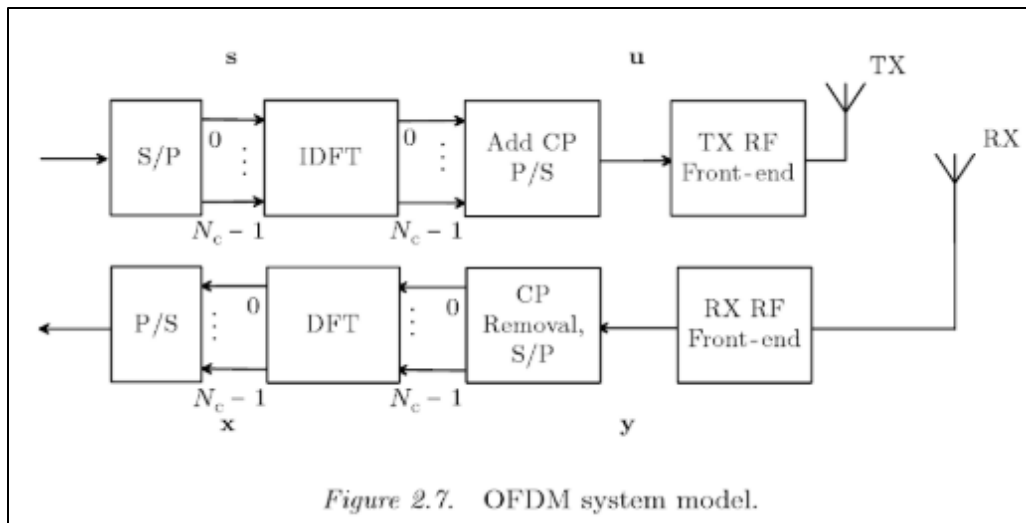 s
u
TX
RX
S/P
0
⋮
N_c − 1
IDFT
0
⋮
N_c − 1
Add CP
P/S
TX RF
Front-end
P/S
0
⋮
N_c − 1
DFT
0
⋮
N_c − 1
CP
Removal,
S/P
RX RF
Front-end
x
y
Figure 2.7. OFDM system model.